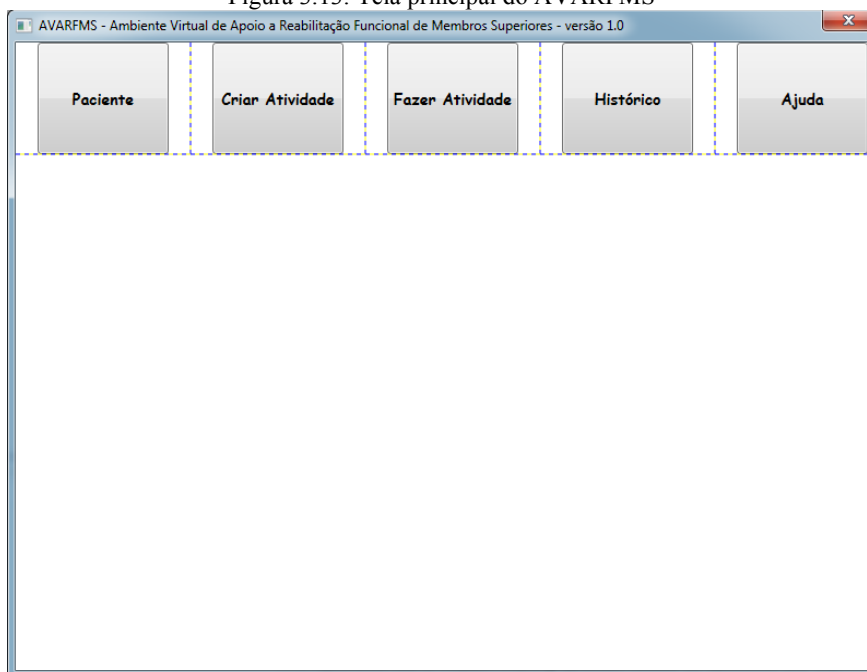 Figura 3.13: Tela principal do AVARFMS
AVARFMS - Ambiente Virtual de Apoio a Reabilitação Funcional de Membros Superiores - versão 1.0
Paciente
Criar Atividade
Fazer Atividade
Histórico
Ajuda